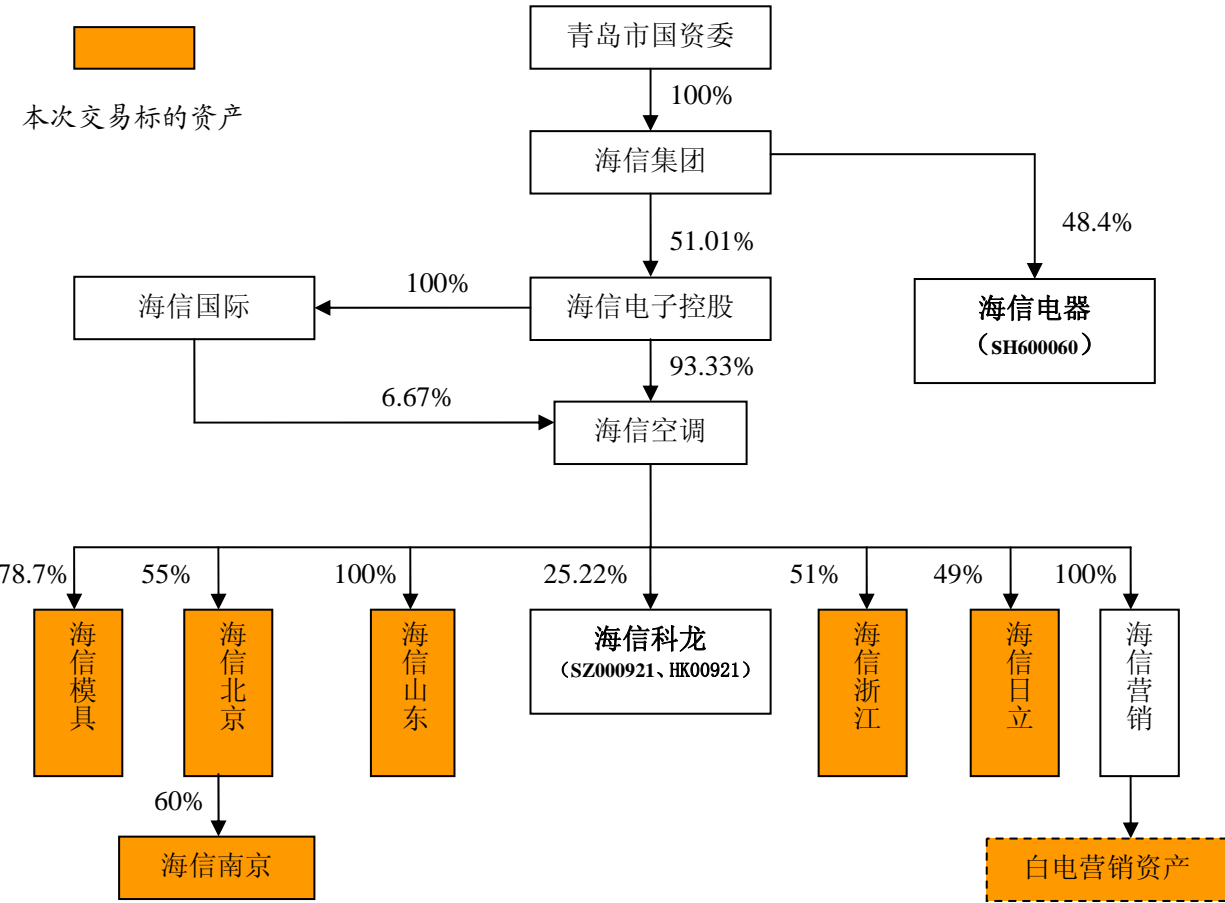 青岛市国资委
本次交易标的资产
100%
海信集团
48.4%
51.01%
海信国际
100%
海信电子控股
海信电器
（SH600060）
93.33%
6.67%
海信空调
78.7%
55%
100%
25.22%
51%
49%
100%
海信模具
海信北京
海信山东
海信科龙
（SZ000921、HK00921）
海信浙江
海信日立
海信营销
60%
海信南京
白电营销资产